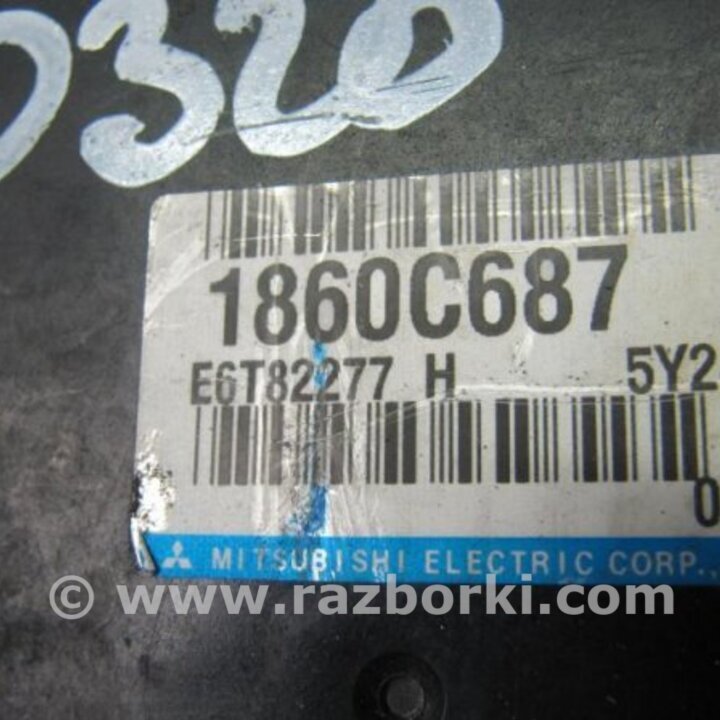 0320
1860C687
E6T82277 H 5Y2
0
MITSUBISHI ELECTRIC CORP.,
© www.razborki.com